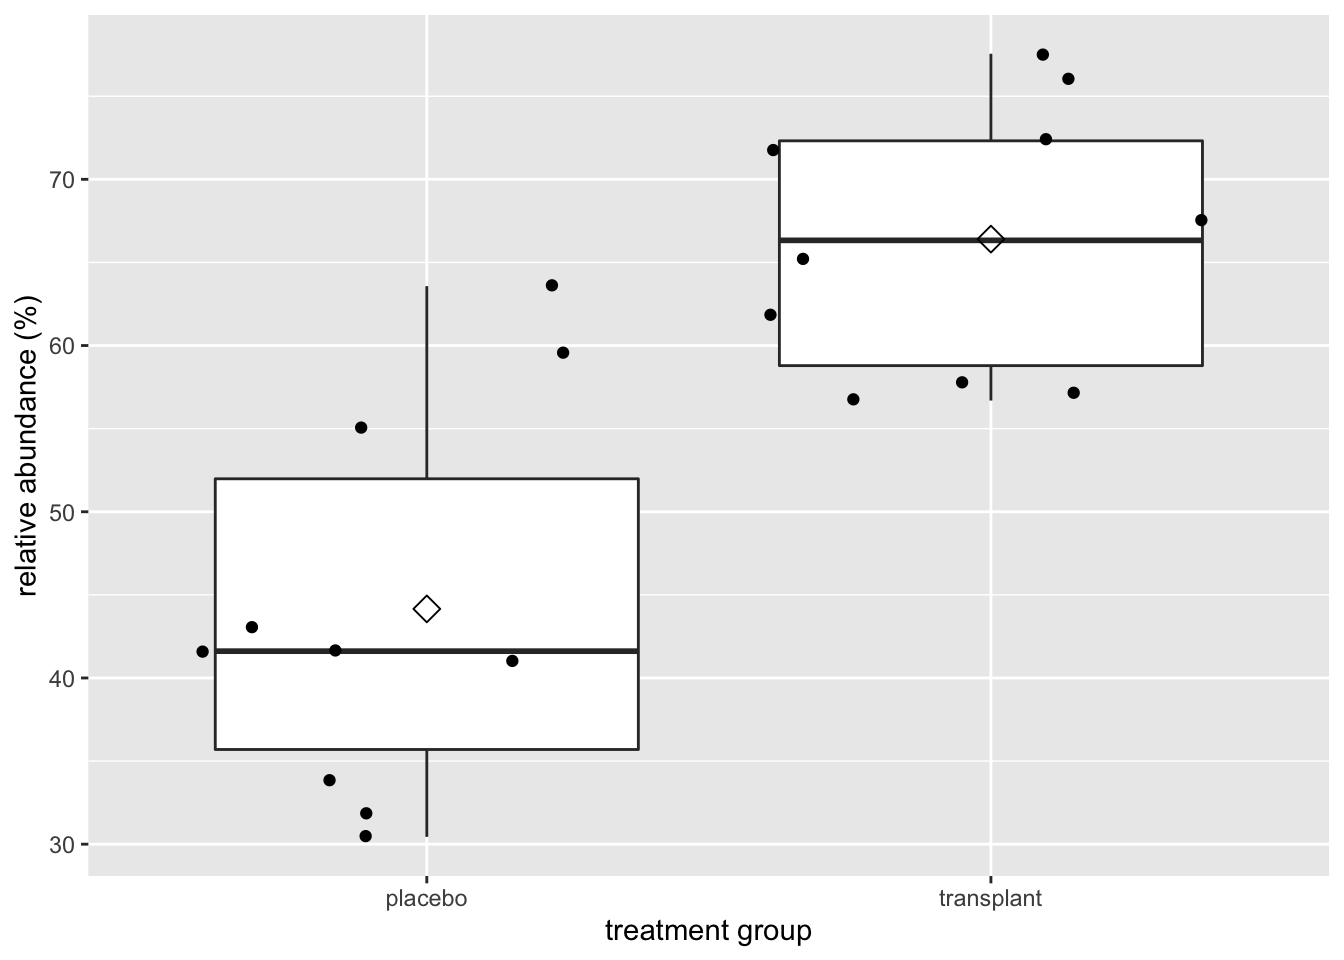 relative abundance (%)
70
60
50
40
30
placebo
transplant
treatment group